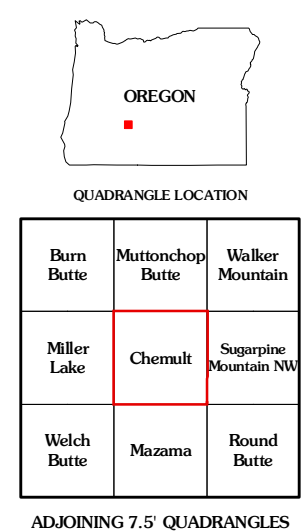 OREGON
QUADRANGLE LOCATION
Burn
Butte
Muttonchop
Butte
Walker
Mountain
Miller
Lake
Chemult
Sugarpine
Mountain NW
Welch
Butte
Mazama
Round
Butte
ADJOINING 7.5' QUADRANGLES